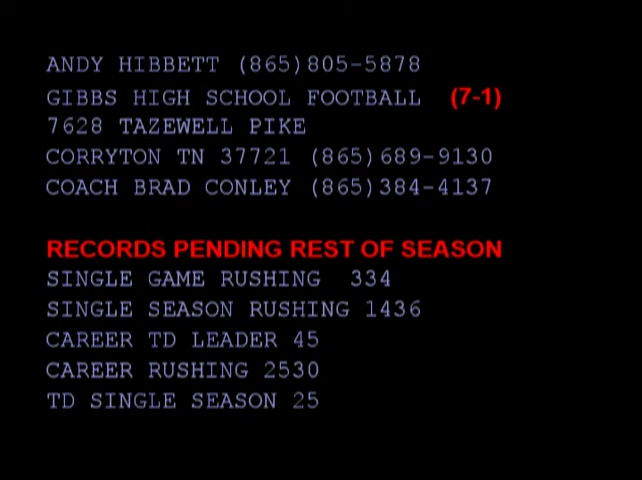 ANDY HIBBETT (865)805-5878
GIBBS HIGH SCHOOL FOOTBALL (7-1)
7628 TAZEWELL PIKE
CORRYTON TN 37721 (865)689-9130
COACH BRAD CONLEY (865)384-4137
RECORDS PENDING REST OF SEASON
SINGLE GAME RUSHING 334
SINGLE SEASON RUSHING 1436
CAREER TD LEADER 45
CAREER RUSHING 2530
TD SINGLE SEASON 25